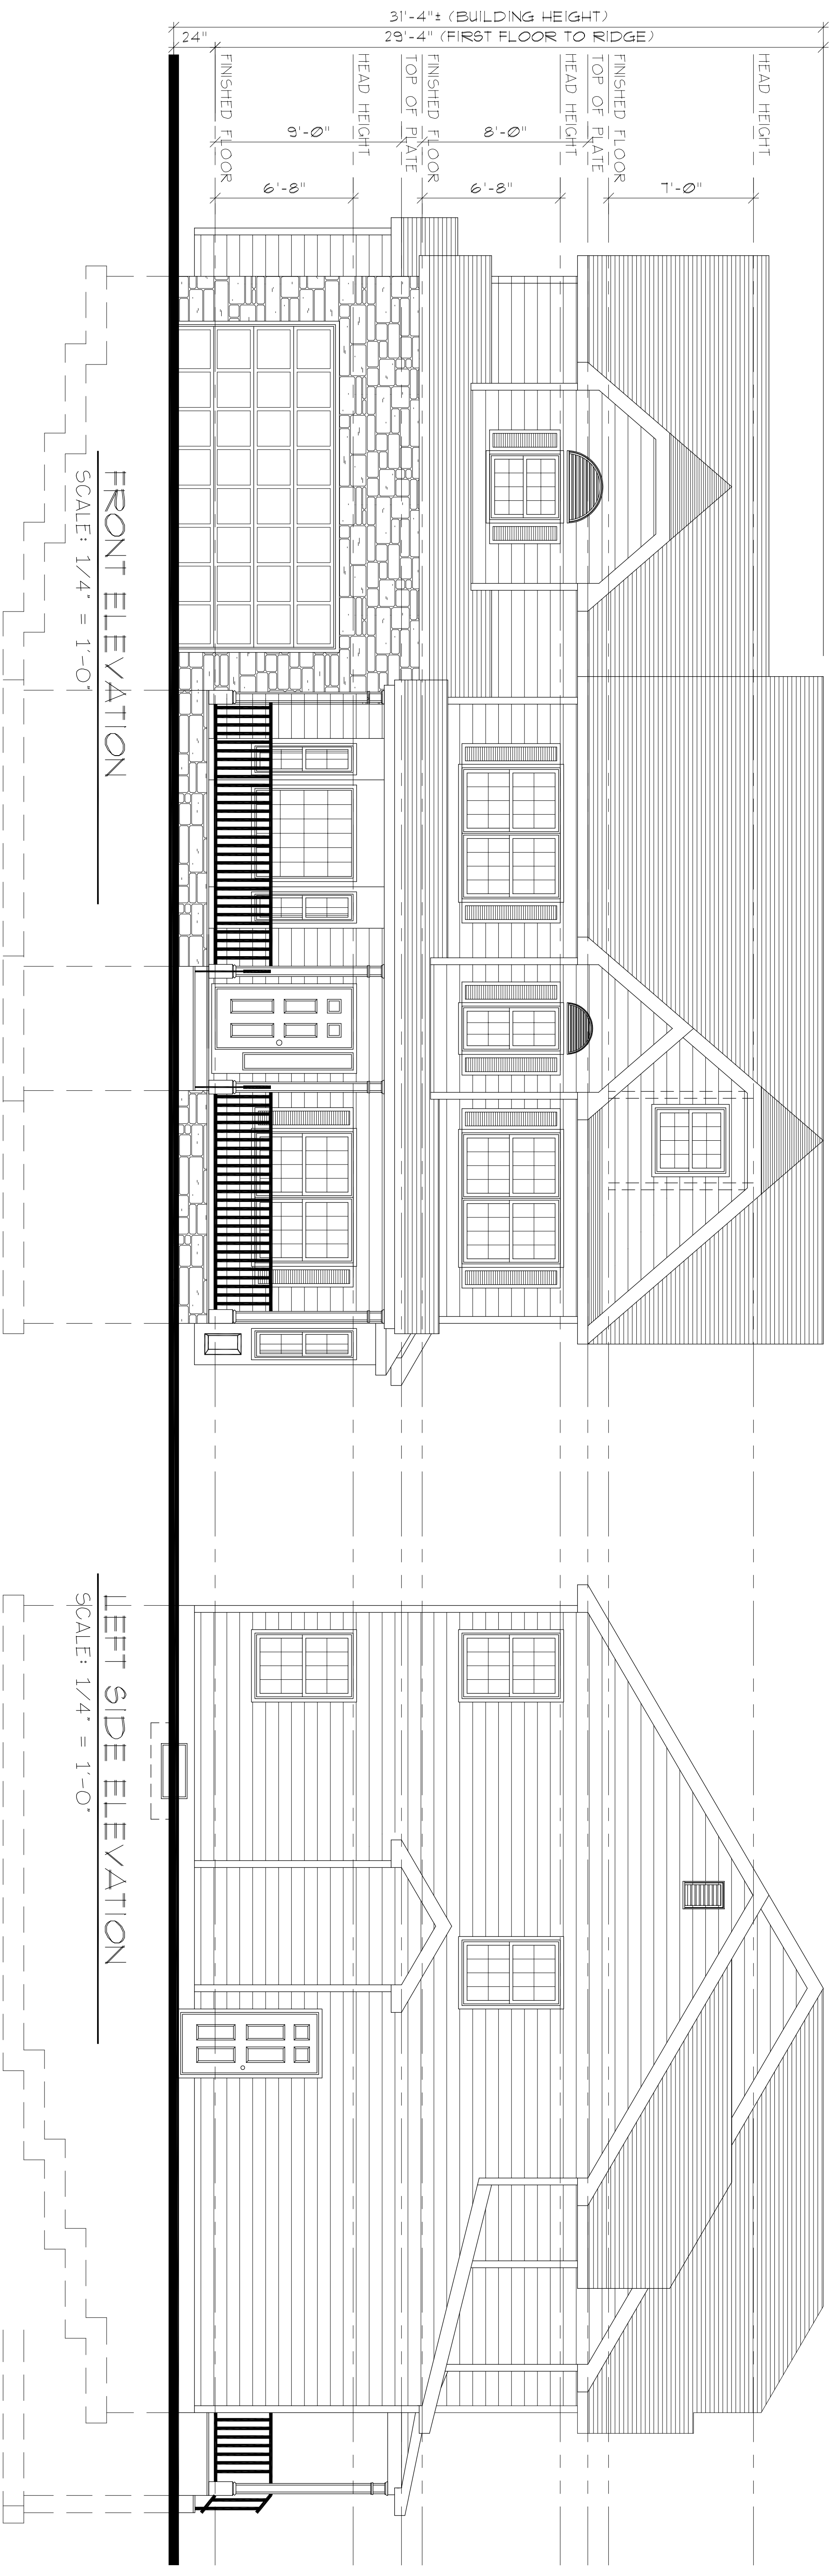 31'-4"± (BUILDING HEIGHT)
29'-4" (FIRST FLOOR TO RIDGE)
24"
FINISHED FLOOR
HEAD HEIGHT
TOP OF PLATE
FINISHED FLOOR
HEAD HEIGHT
TOP OF PLATE
FINISHED FLOOR
HEAD HEIGHT
9'-0"
8'-0"
6'-8"
6'-8"
7'-0"
FRONT ELEVATION
SCALE: 1/4" = 1'-0"
LEFT SIDE ELEVATION
SCALE: 1/4" = 1'-0"